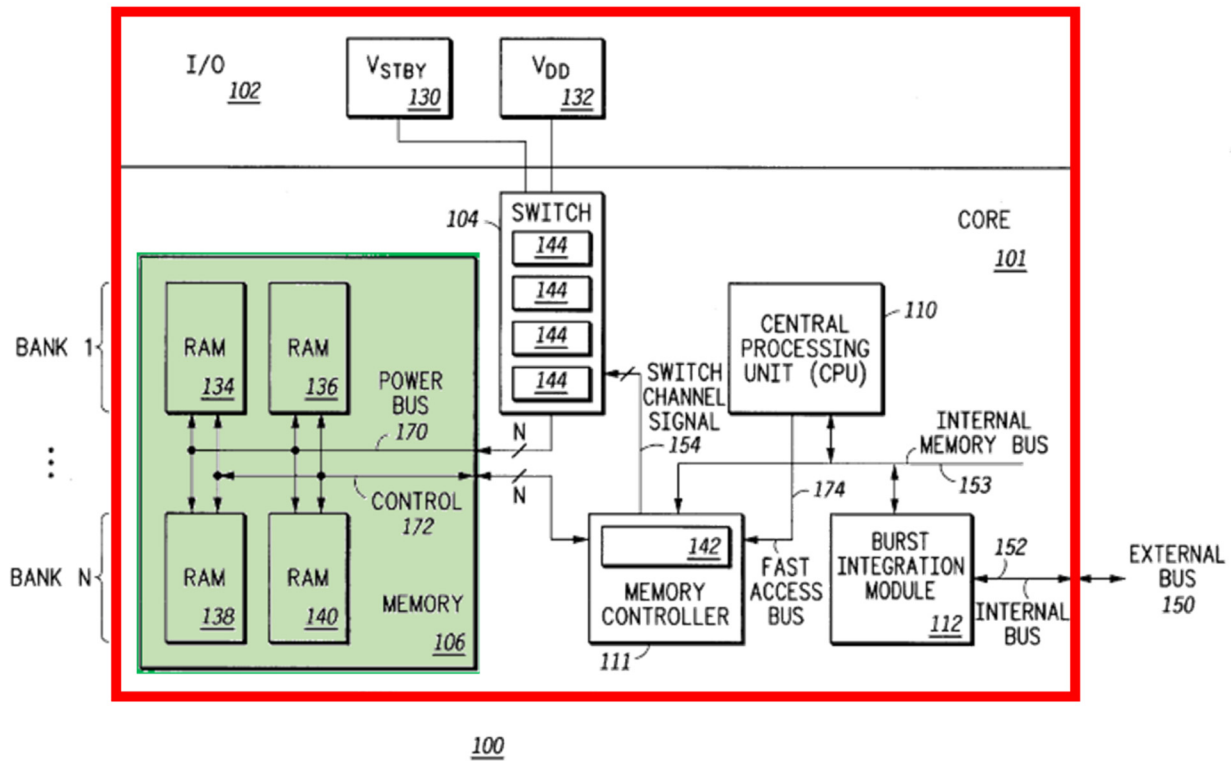 I/O
102
VSTBY
130
VDD
132
CORE
101
104
SWITCH
144
144
144
144
BANK 1
RAM
134
RAM
136
POWER
BUS
170
N
N
CONTROL
172
BANK N
RAM
138
RAM
140
MEMORY
106
SWITCH
CHANNEL
SIGNAL
154
CENTRAL
PROCESSING
UNIT (CPU)
110
INTERNAL
MEMORY BUS
153
174
142
MEMORY
CONTROLLER
111
FAST
ACCESS
BUS
BURST
INTEGRATION
MODULE
112
152
INTERNAL
BUS
EXTERNAL
BUS
150
100